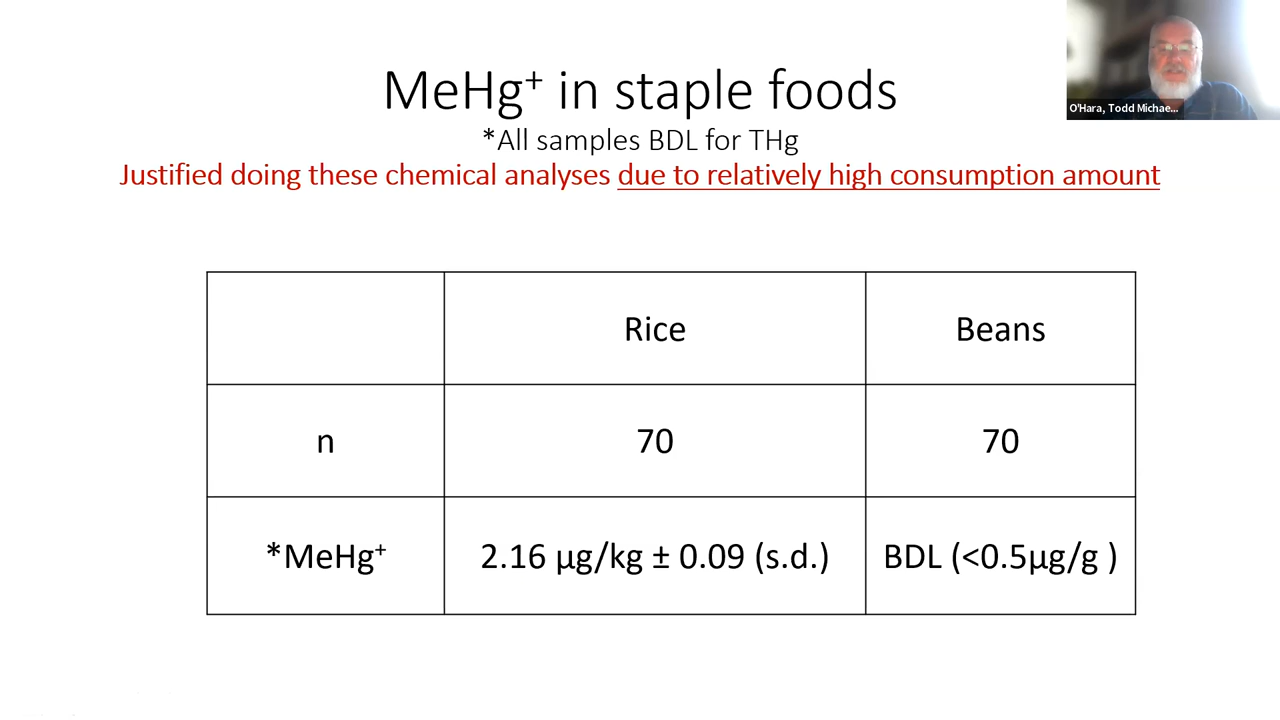 MeHg⁺ in staple foods
*All samples BDL for THg
Justified doing these chemical analyses due to relatively high consumption amount
O'Hara, Todd Michae...
Rice Beans
n 70 70
*MeHg⁺ 2.16 µg/kg ± 0.09 (s.d.) BDL (<0.5µg/g )